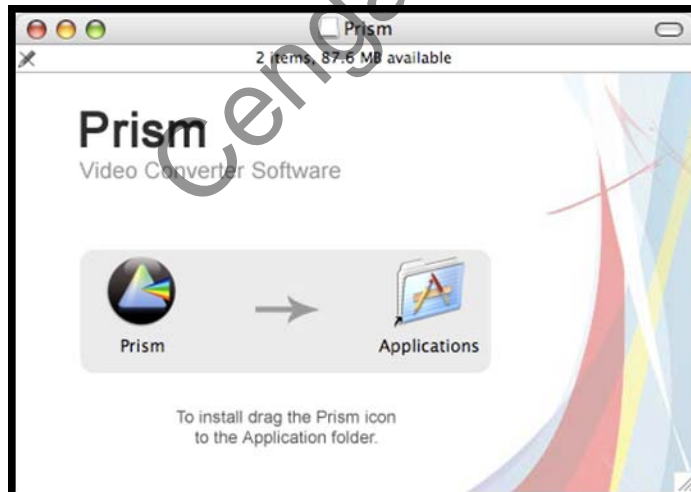 Prism
2 items, 87.6 MB available
Prism
Video Converter Software
Prism
Applications
To install drag the Prism icon
to the Application folder.